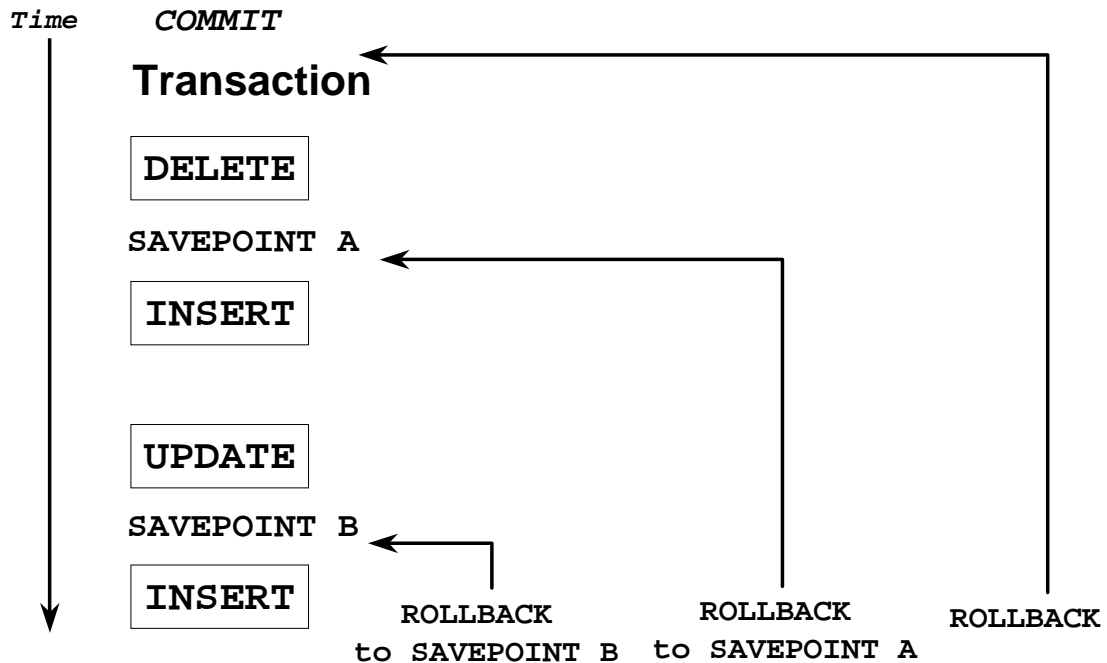 Time COMMIT
Transaction
DELETE
SAVEPOINT A
INSERT
UPDATE
SAVEPOINT B
INSERT
ROLLBACK
to SAVEPOINT B
ROLLBACK
to SAVEPOINT A
ROLLBACK